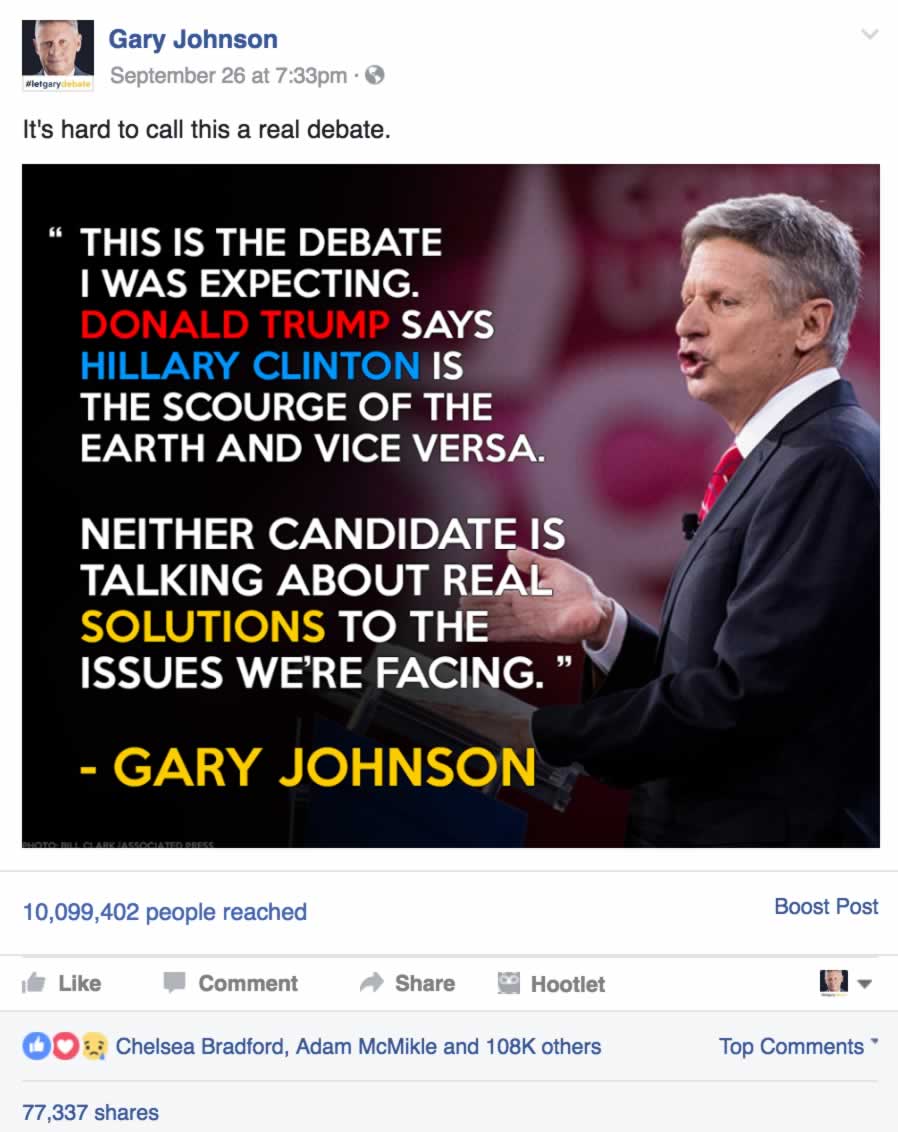 Gary Johnson
September 26 at 7:33pm ·
#letgarydebate
It's hard to call this a real debate.
“ THIS IS THE DEBATE
I WAS EXPECTING.
DONALD TRUMP SAYS
HILLARY CLINTON IS
THE SCOURGE OF THE
EARTH AND VICE VERSA.
NEITHER CANDIDATE IS
TALKING ABOUT REAL
SOLUTIONS TO THE
ISSUES WE'RE FACING. ”
- GARY JOHNSON
PHOTO: BILL CLARK/ASSOCIATED PRESS
10,099,402 people reached
Boost Post
Like Comment Share Hootlet
Chelsea Bradford, Adam McMikle and 108K others
Top Comments
77,337 shares